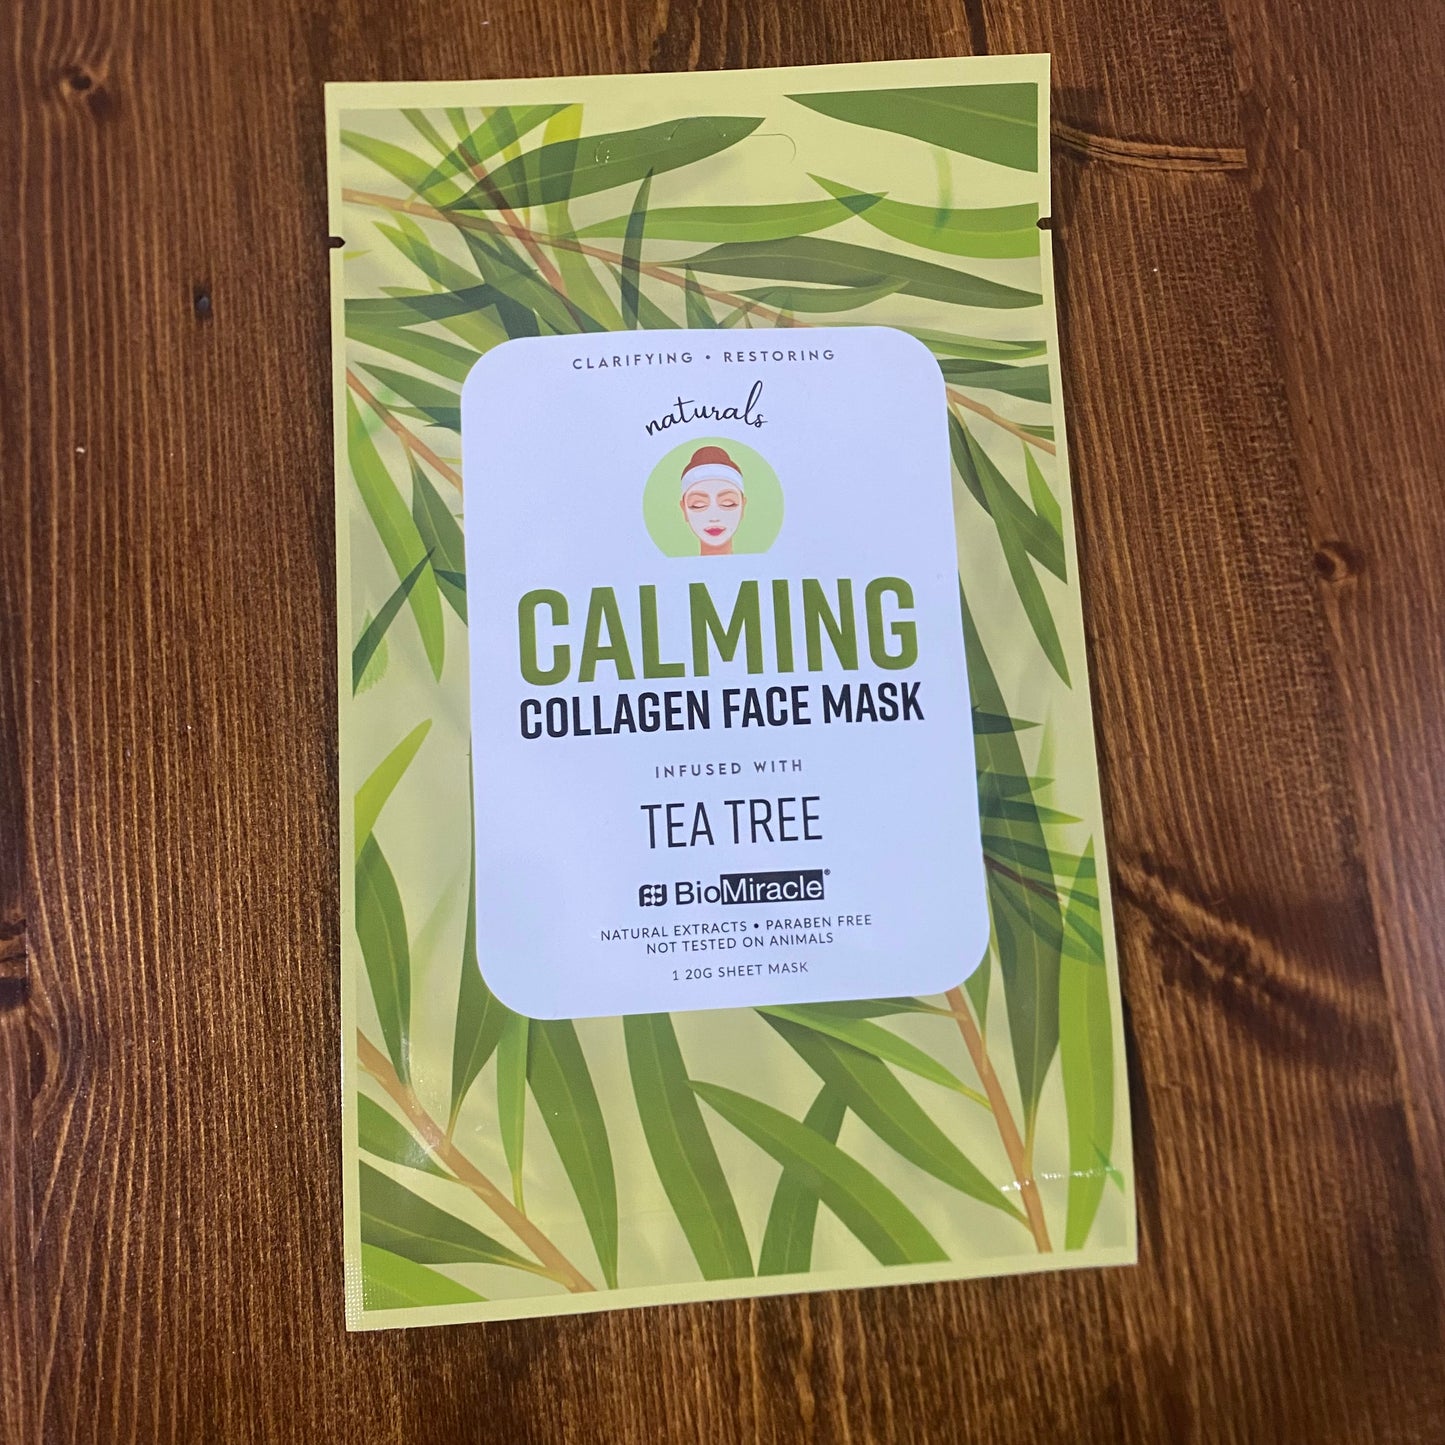 CLARIFYING • RESTORING
naturals
CALMING
COLLAGEN FACE MASK
INFUSED WITH
TEA TREE
BioMiracle®
NATURAL EXTRACTS • PARABEN FREE
NOT TESTED ON ANIMALS
1 20G SHEET MASK